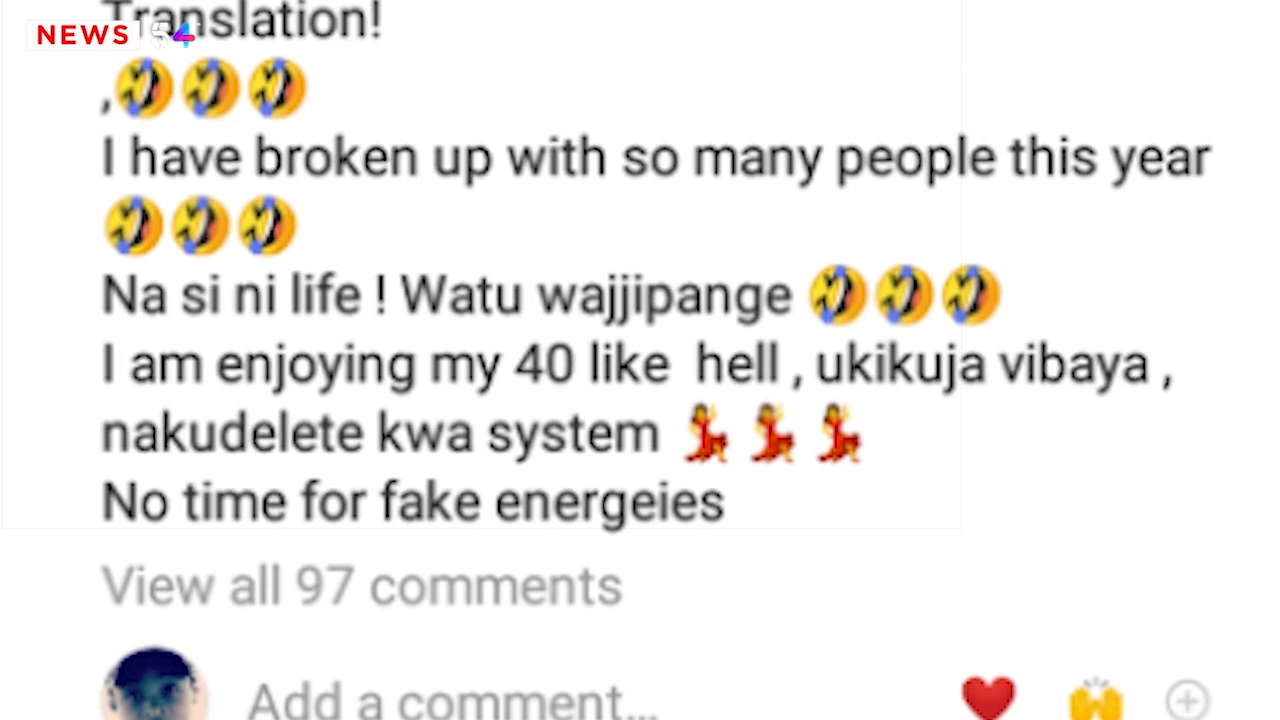 Translation!
NEWS 54
,🤣🤣🤣
I have broken up with so many people this year
🤣🤣🤣
Na si ni life ! Watu wajjipange 🤣🤣🤣
I am enjoying my 40 like hell , ukikuja vibaya ,
nakudelete kwa system 💃💃💃
No time for fake energeies
View all 97 comments
Add a comment...